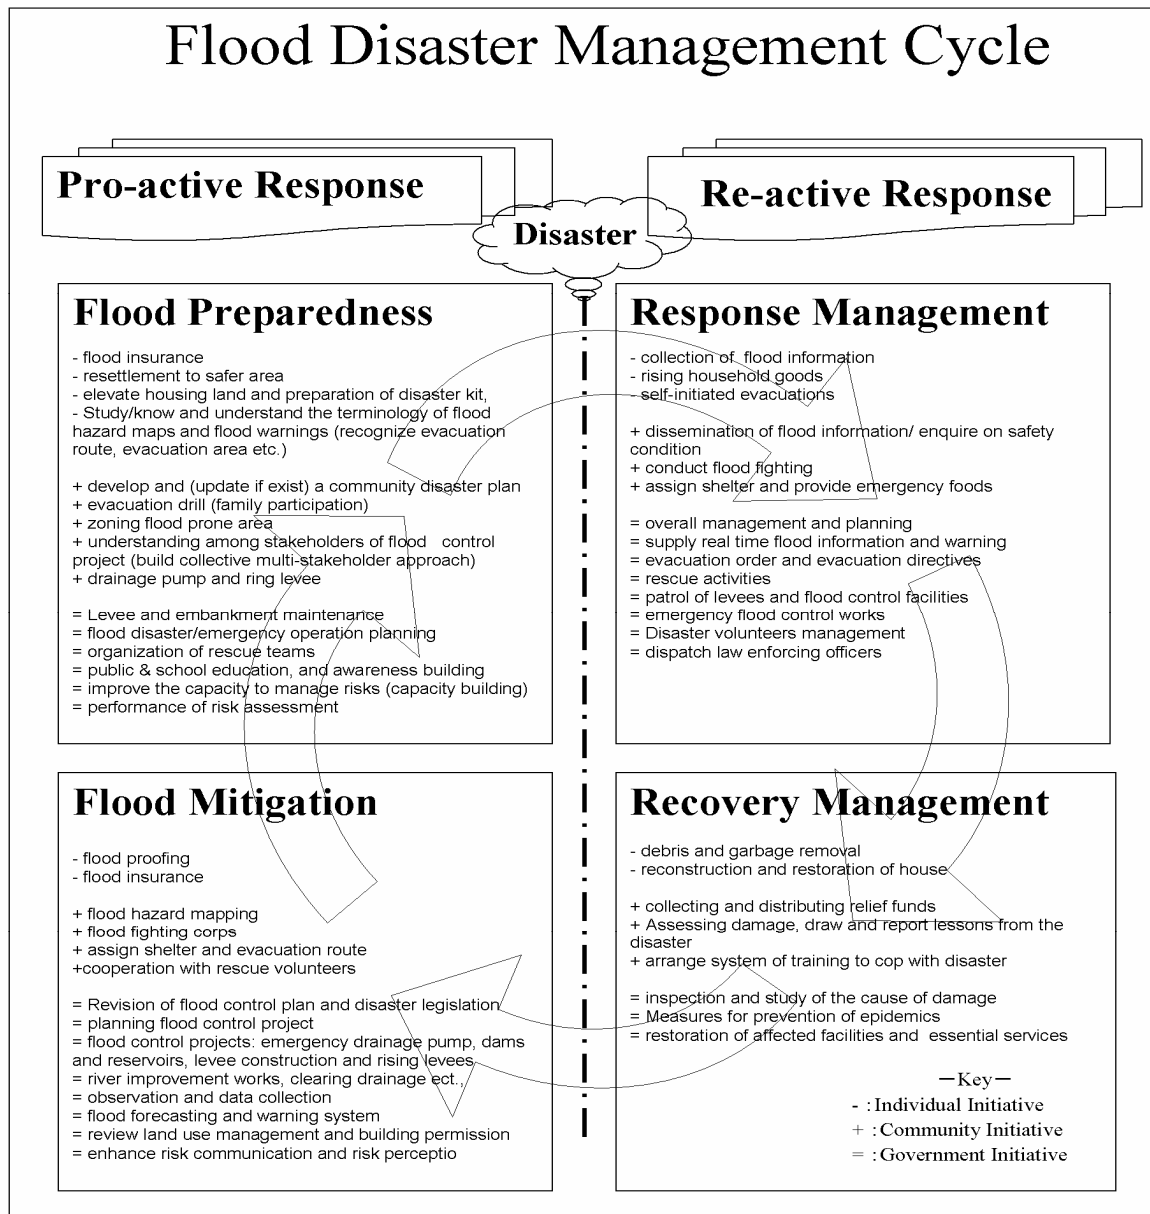 Flood Disaster Management Cycle
Pro-active Response
Re-active Response
Disaster
Flood Preparedness
- flood insurance
- resettlement to safer area
- elevate housing land and preparation of disaster kit,
- Study/know and understand the terminology of flood
hazard maps and flood warnings (recognize evacuation
route, evacuation area etc.)
+ develop and (update if exist) a community disaster plan
+ evacuation drill (family participation)
+ zoning flood prone area
+ understanding among stakeholders of flood control
project (build collective multi-stakeholder approach)
+ drainage pump and ring levee
= Levee and embankment maintenance
= flood disaster/emergency operation planning
= organization of rescue teams
= public & school education, and awareness building
= improve the capacity to manage risks (capacity building)
= performance of risk assessment
Response Management
- collection of flood information
- rising household goods
- self-initiated evacuations
+ dissemination of flood information/ enquire on safety
condition
+ conduct flood fighting
+ assign shelter and provide emergency foods
= overall management and planning
= supply real time flood information and warning
= evacuation order and evacuation directives
= rescue activities
= patrol of levees and flood control facilities
= emergency flood control works
= Disaster volunteers management
= dispatch law enforcing officers
Flood Mitigation
- flood proofing
- flood insurance
+ flood hazard mapping
+ flood fighting corps
+ assign shelter and evacuation route
+cooperation with rescue volunteers
= Revision of flood control plan and disaster legislation
= planning flood control project
= flood control projects: emergency drainage pump, dams
and reservoirs, levee construction and rising levees
= river improvement works, clearing drainage ect.,
= observation and data collection
= flood forecasting and warning system
= review land use management and building permission
= enhance risk communication and risk perceptio
Recovery Management
- debris and garbage removal
- reconstruction and restoration of house
+ collecting and distributing relief funds
+ Assessing damage, draw and report lessons from the
disaster
+ arrange system of training to cop with disaster
= inspection and study of the cause of damage
= Measures for prevention of epidemics
= restoration of affected facilities and essential services
—Key—
- : Individual Initiative
+ : Community Initiative
= : Government Initiative